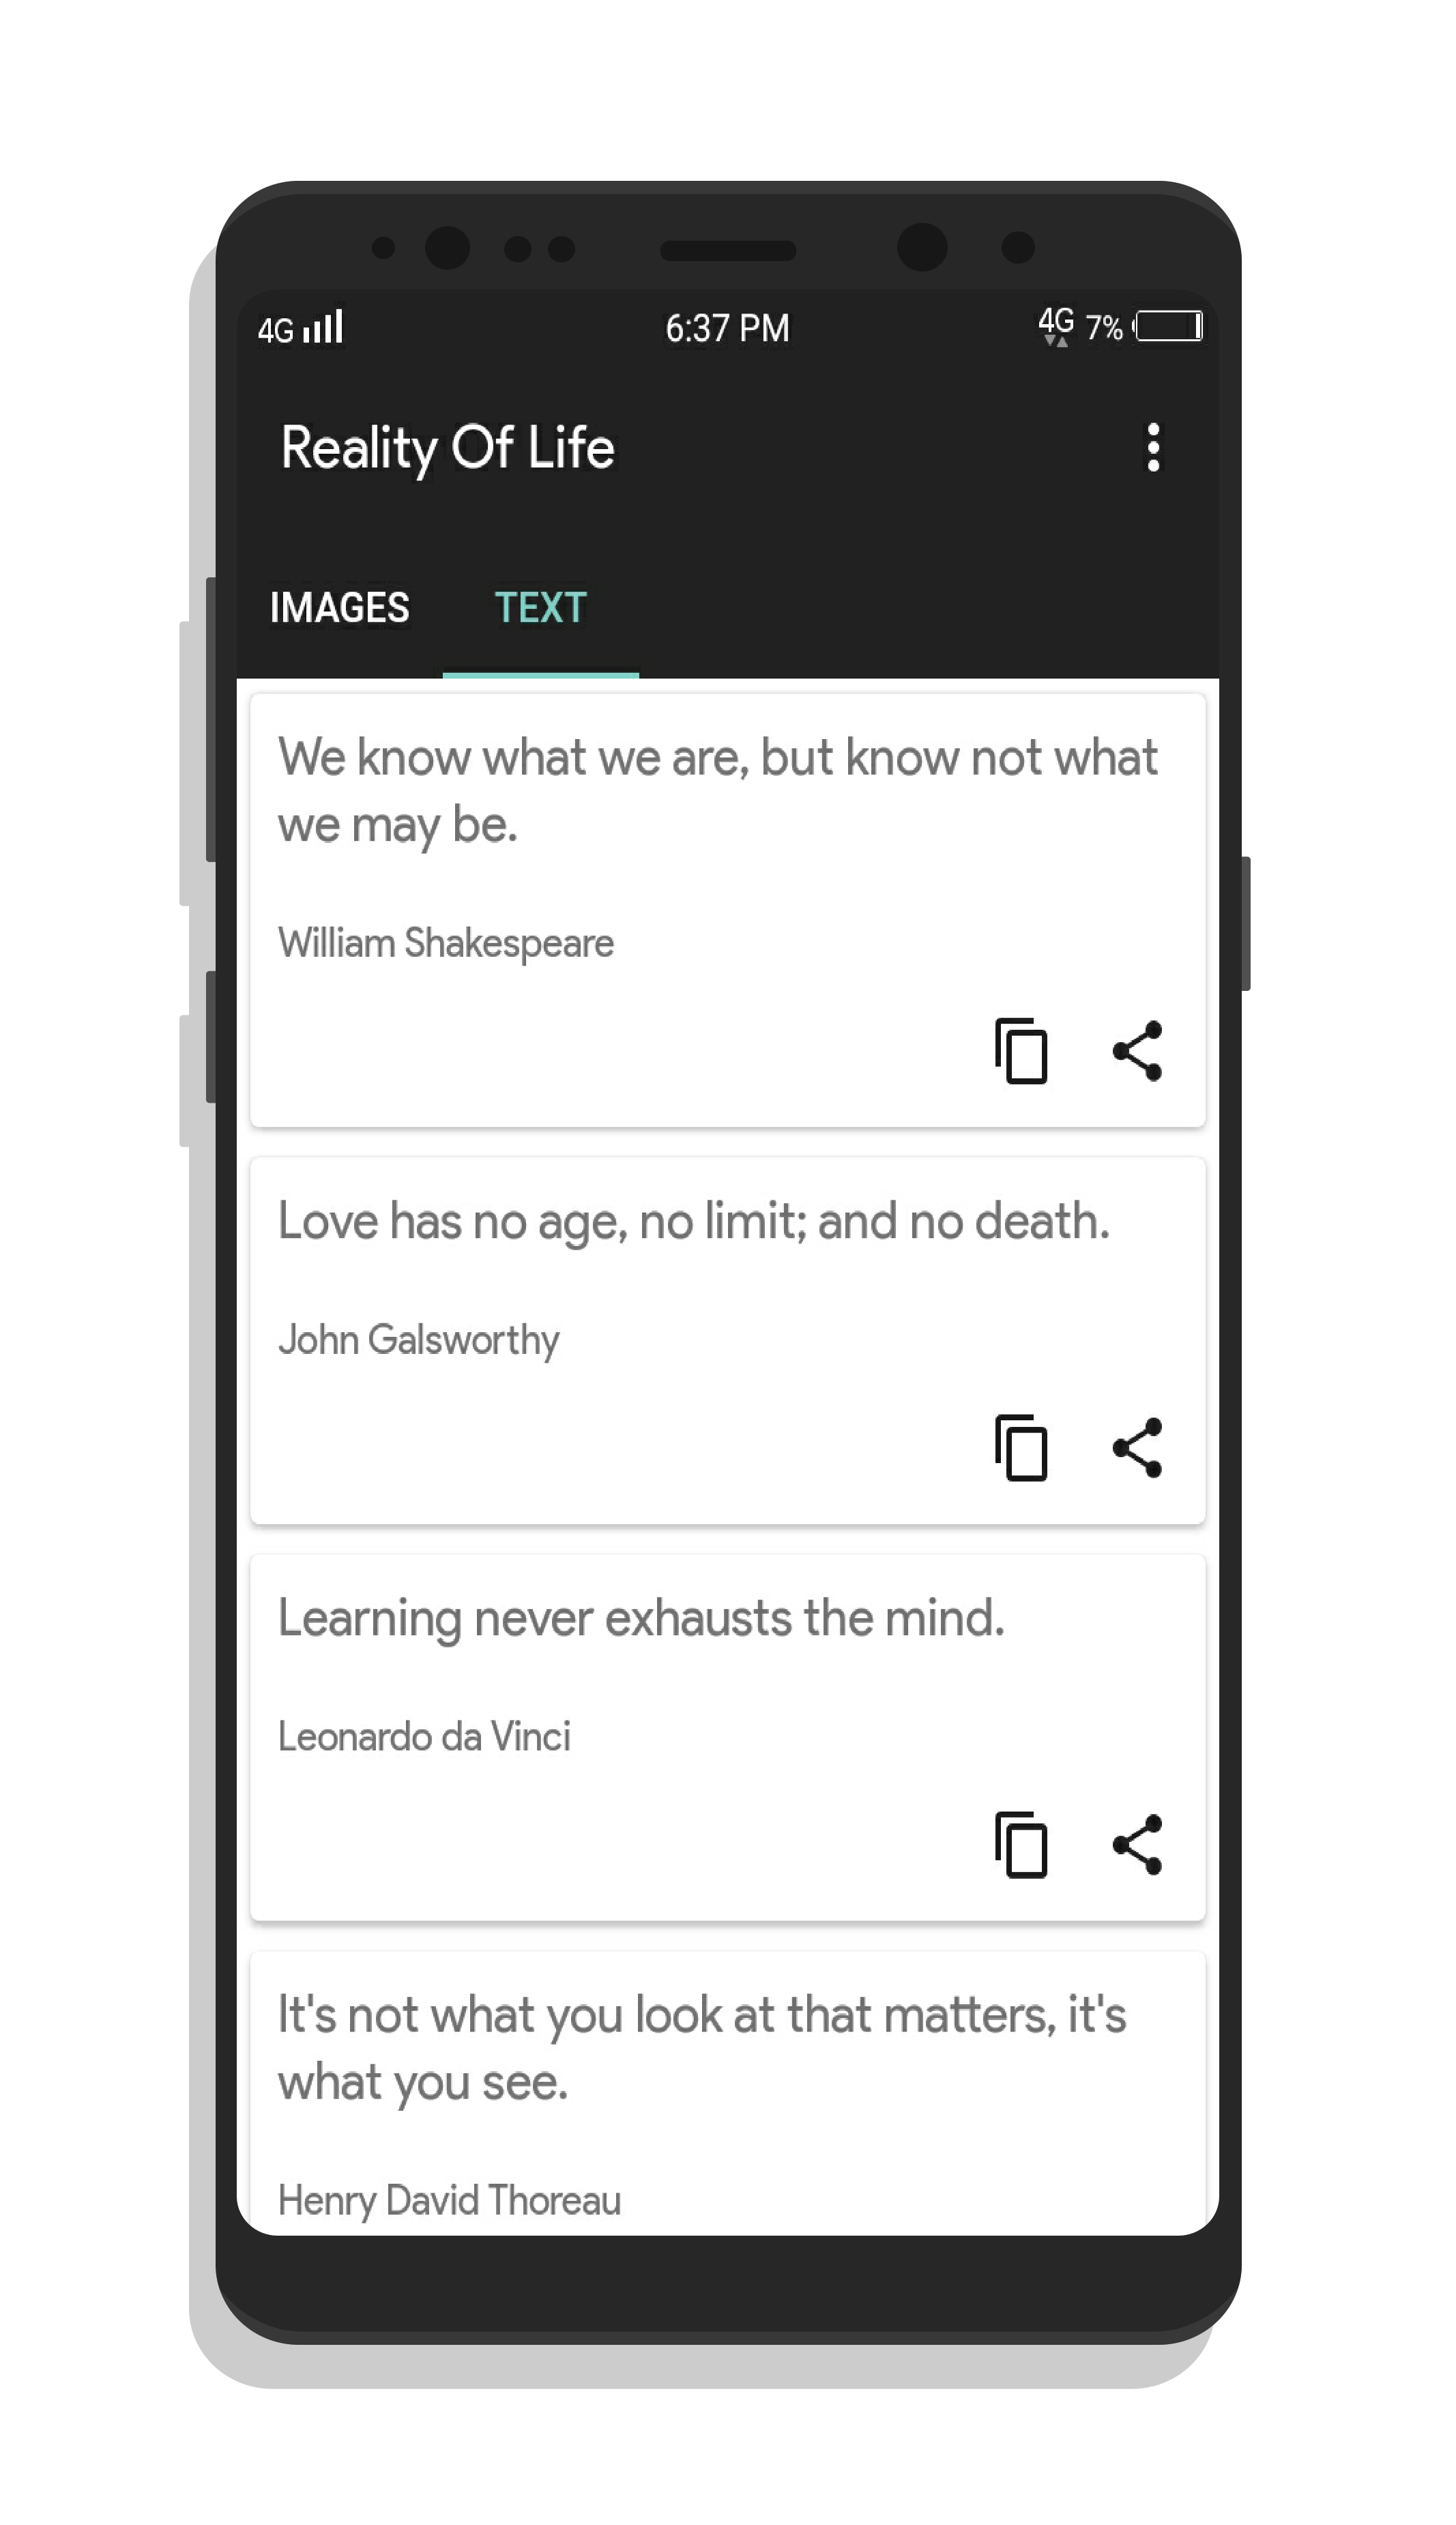 4G 6:37 PM 4G 7%
Reality Of Life
IMAGES TEXT
We know what we are, but know not what
we may be.
William Shakespeare
Love has no age, no limit; and no death.
John Galsworthy
Learning never exhausts the mind.
Leonardo da Vinci
It's not what you look at that matters, it's
what you see.
Henry David Thoreau